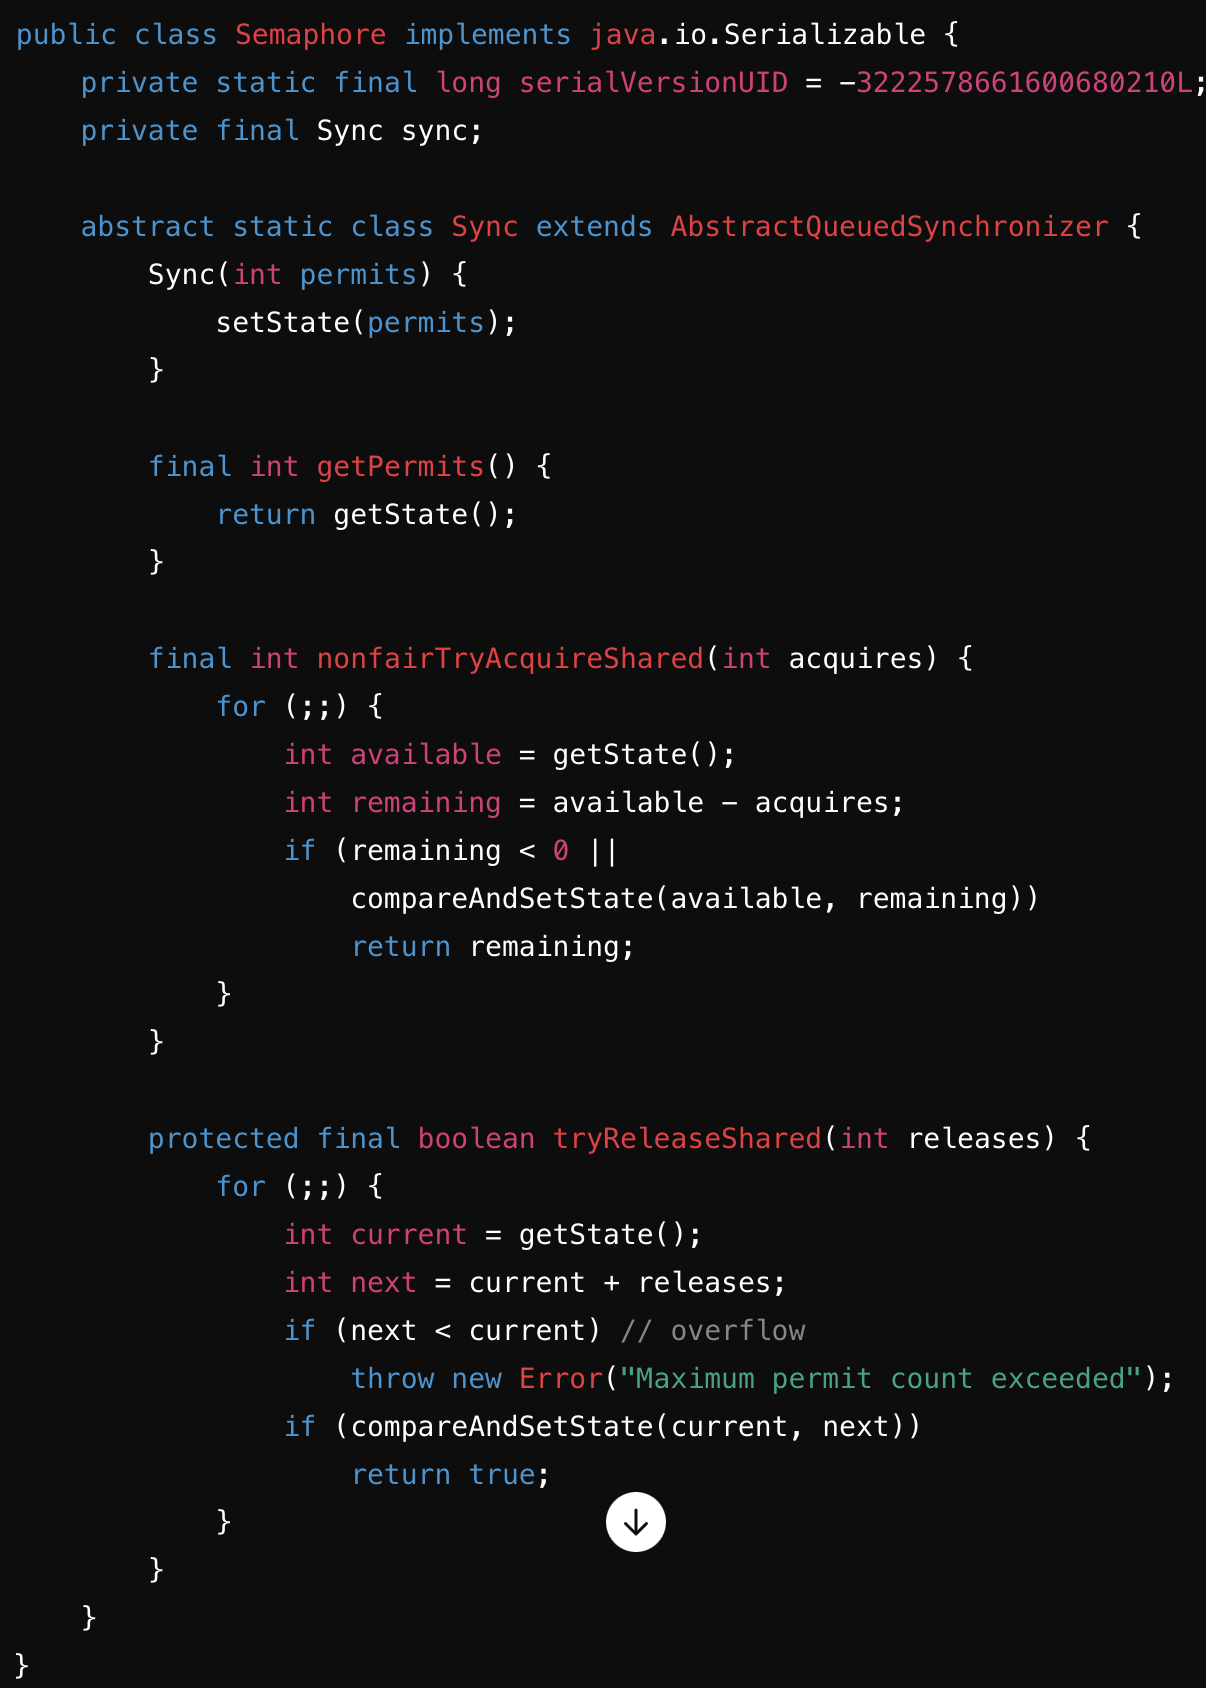 public class Semaphore implements java.io.Serializable {
    private static final long serialVersionUID = -3222578661600680210L;
    private final Sync sync;

    abstract static class Sync extends AbstractQueuedSynchronizer {
        Sync(int permits) {
            setState(permits);
        }

        final int getPermits() {
            return getState();
        }

        final int nonfairTryAcquireShared(int acquires) {
            for (;;) {
                int available = getState();
                int remaining = available - acquires;
                if (remaining < 0 ||
                    compareAndSetState(available, remaining))
                    return remaining;
            }
        }

        protected final boolean tryReleaseShared(int releases) {
            for (;;) {
                int current = getState();
                int next = current + releases;
                if (next < current) // overflow
                    throw new Error("Maximum permit count exceeded");
                if (compareAndSetState(current, next))
                    return true;
            }
        }
    }
}